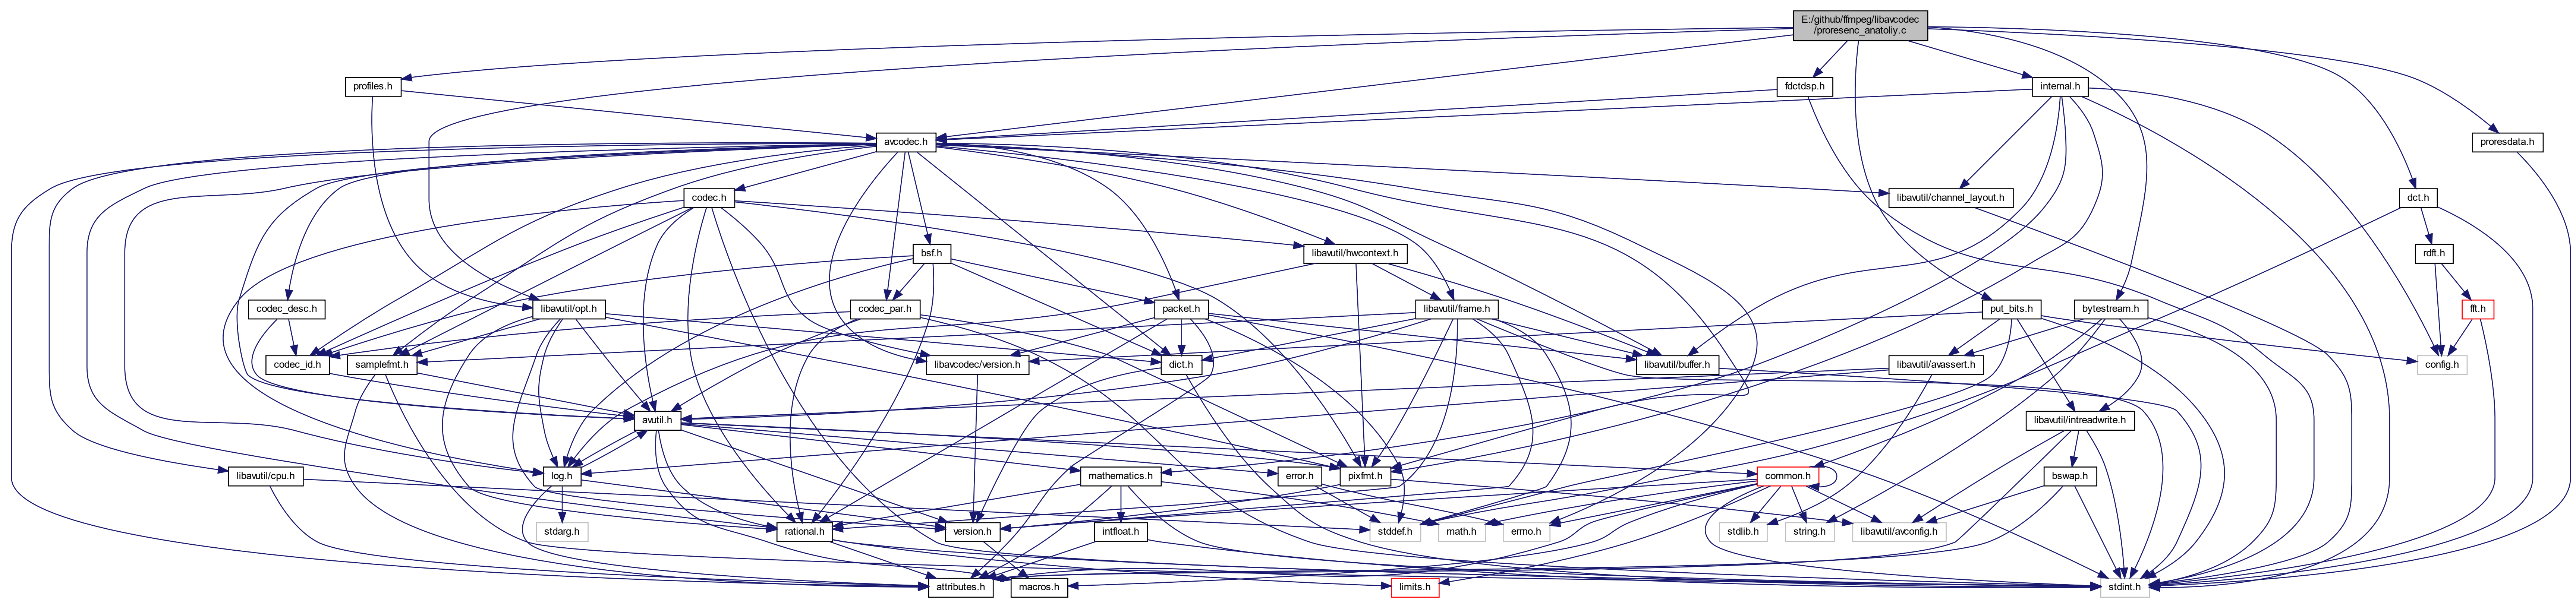 E:/github/ffmpeg/libavcodec
/proresenc_anatoliy.c
profiles.h
fdctdsp.h
internal.h
avcodec.h
proresdata.h
codec.h
libavutil/channel_layout.h
dct.h
bsf.h
libavutil/hwcontext.h
rdft.h
codec_desc.h
libavutil/opt.h
codec_par.h
packet.h
libavutil/frame.h
put_bits.h
bytestream.h
fft.h
codec_id.h
samplefmt.h
libavcodec/version.h
dict.h
libavutil/buffer.h
libavutil/avassert.h
config.h
avutil.h
libavutil/intreadwrite.h
libavutil/cpu.h
log.h
mathematics.h
error.h
pixfmt.h
common.h
bswap.h
stdarg.h
rational.h
version.h
intfloat.h
stddef.h
math.h
errno.h
stdlib.h
string.h
libavutil/avconfig.h
attributes.h
macros.h
limits.h
stdint.h